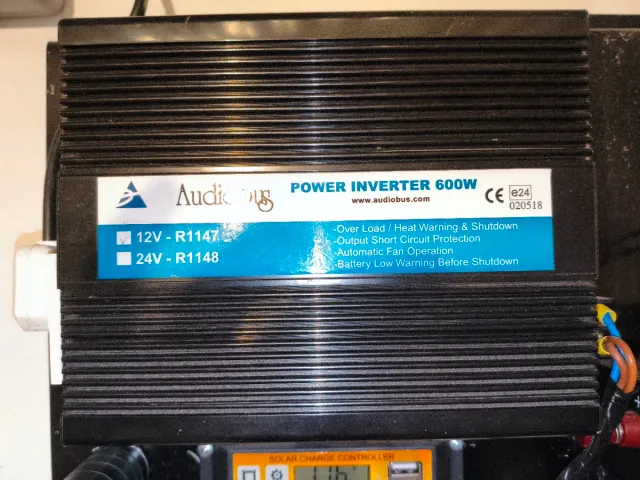 Audiobus
POWER INVERTER 600W
www.audiobus.com
CE e24
020518
12V - R1147
24V - R1148
-Over Load / Heat Warning & Shutdown
-Output Short Circuit Protection
-Automatic Fan Operation
-Battery Low Warning Before Shutdown
SOLAR CHARGE CONTROLLER